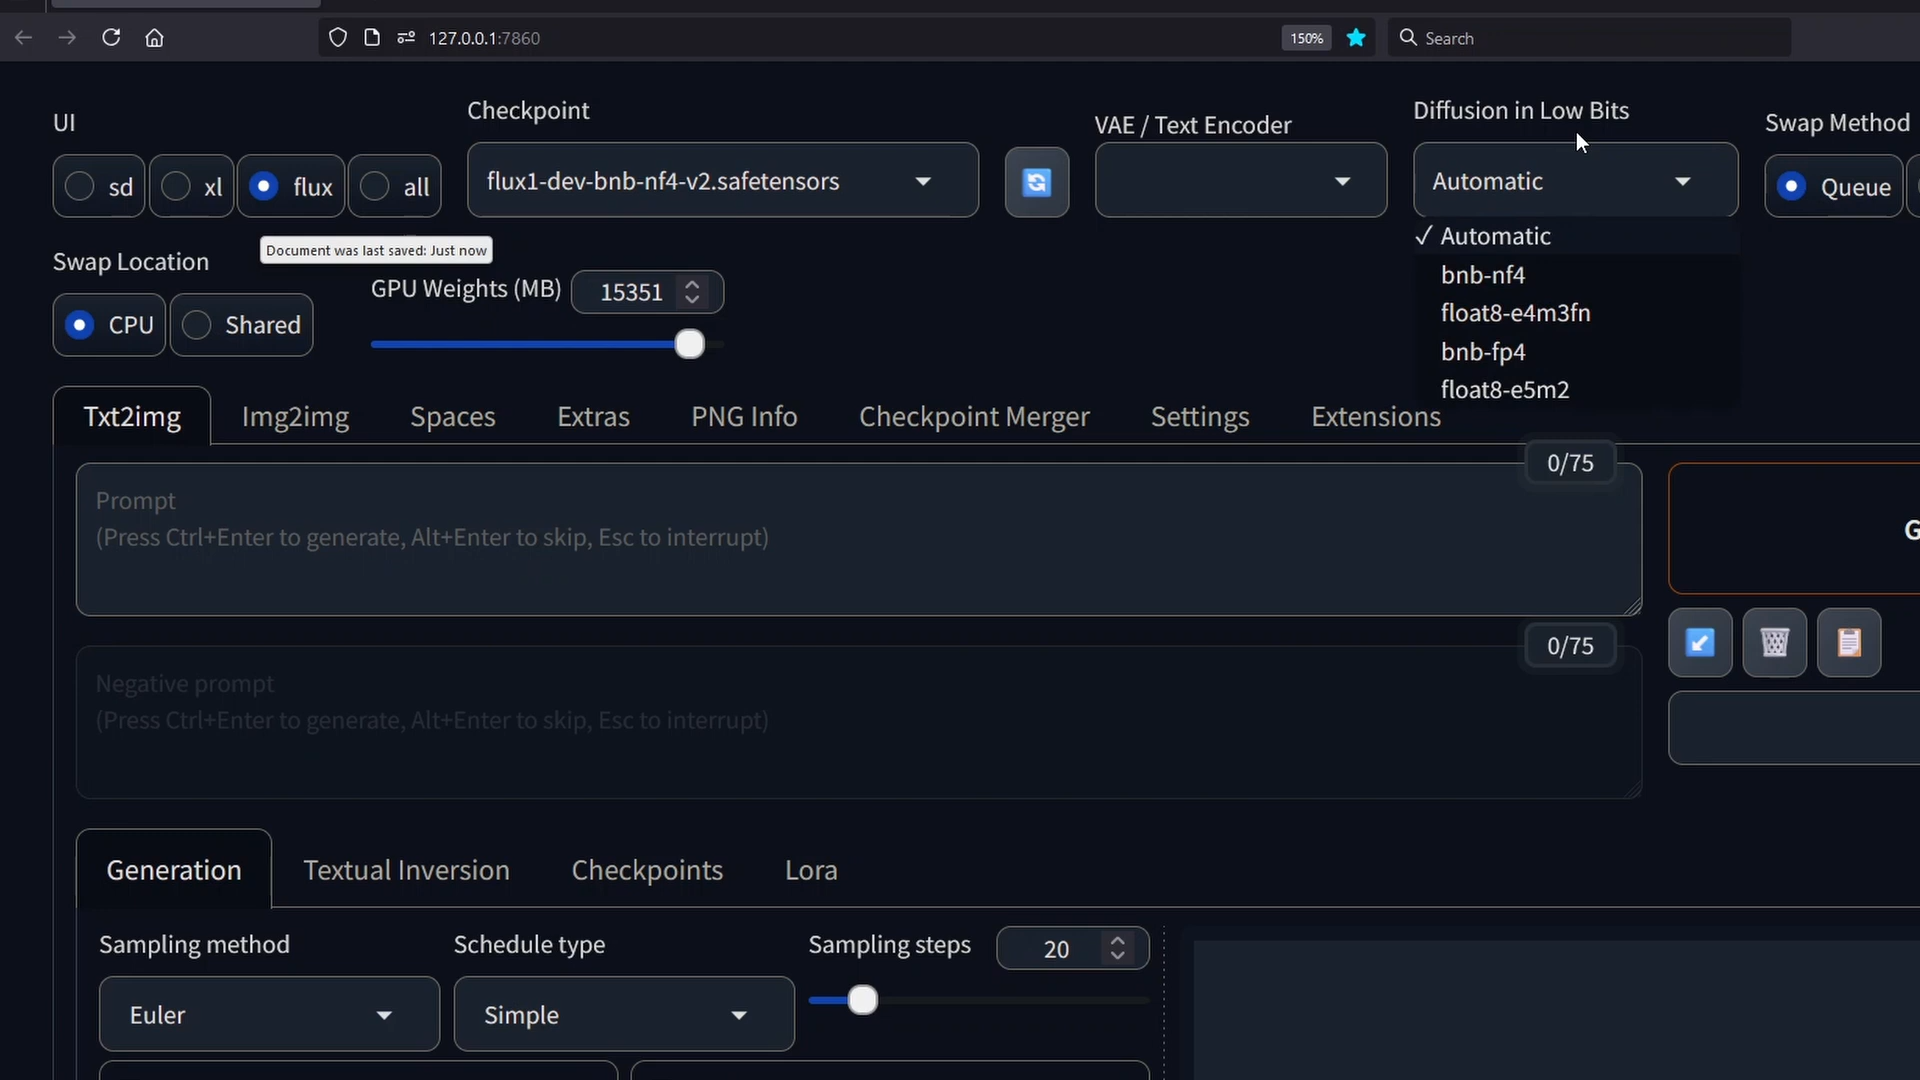 127.0.0.1:7860
150%
Search
UI
sd
xl
flux
all
Checkpoint
flux1-dev-bnb-nf4-v2.safetensors
VAE / Text Encoder
Diffusion in Low Bits
Automatic
Swap Method
Queue
✓ Automatic
bnb-nf4
float8-e4m3fn
bnb-fp4
float8-e5m2
Document was last saved: Just now
Swap Location
CPU
Shared
GPU Weights (MB)
15351
Txt2img
Img2img
Spaces
Extras
PNG Info
Checkpoint Merger
Settings
Extensions
0/75
Prompt
(Press Ctrl+Enter to generate, Alt+Enter to skip, Esc to interrupt)
0/75
Negative prompt
(Press Ctrl+Enter to generate, Alt+Enter to skip, Esc to interrupt)
G
Generation
Textual Inversion
Checkpoints
Lora
Sampling method
Euler
Schedule type
Simple
Sampling steps
20